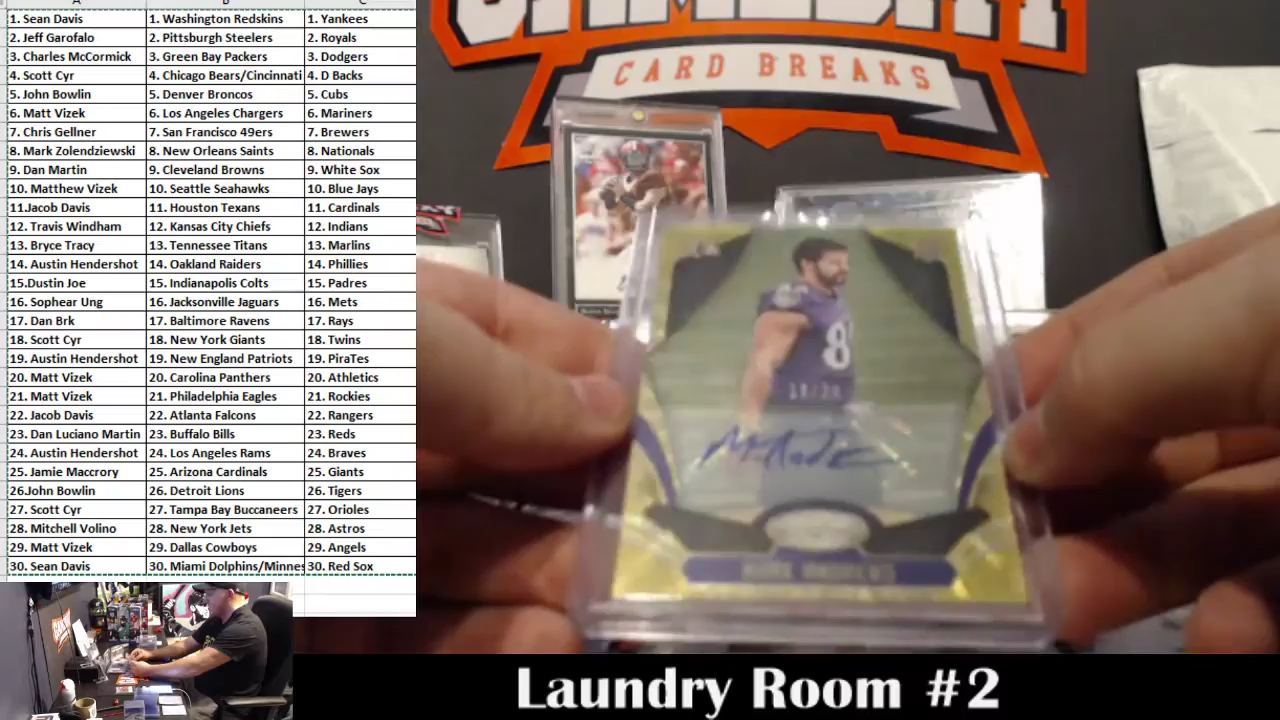 1. Sean Davis 1. Washington Redskins 1. Yankees
2. Jeff Garofalo 2. Pittsburgh Steelers 2. Royals
3. Charles McCormick 3. Green Bay Packers 3. Dodgers
4. Scott Cyr 4. Chicago Bears/Cincinnati 4. D Backs
5. John Bowlin 5. Denver Broncos 5. Cubs
6. Matt Vizek 6. Los Angeles Chargers 6. Mariners
7. Chris Gellner 7. San Francisco 49ers 7. Brewers
8. Mark Zolendziewski 8. New Orleans Saints 8. Nationals
9. Dan Martin 9. Cleveland Browns 9. White Sox
10. Matthew Vizek 10. Seattle Seahawks 10. Blue Jays
11.Jacob Davis 11. Houston Texans 11. Cardinals
12. Travis Windham 12. Kansas City Chiefs 12. Indians
13. Bryce Tracy 13. Tennessee Titans 13. Marlins
14. Austin Hendershot 14. Oakland Raiders 14. Phillies
15.Dustin Joe 15. Indianapolis Colts 15. Padres
16. Sophear Ung 16. Jacksonville Jaguars 16. Mets
17. Dan Brk 17. Baltimore Ravens 17. Rays
18. Scott Cyr 18. New York Giants 18. Twins
19. Austin Hendershot 19. New England Patriots 19. PiraTes
20. Matt Vizek 20. Carolina Panthers 20. Athletics
21. Matt Vizek 21. Philadelphia Eagles 21. Rockies
22. Jacob Davis 22. Atlanta Falcons 22. Rangers
23. Dan Luciano Martin 23. Buffalo Bills 23. Reds
24. Austin Hendershot 24. Los Angeles Rams 24. Braves
25. Jamie Maccrory 25. Arizona Cardinals 25. Giants
26.John Bowlin 26. Detroit Lions 26. Tigers
27. Scott Cyr 27. Tampa Bay Buccaneers 27. Orioles
28. Mitchell Volino 28. New York Jets 28. Astros
29. Matt Vizek 29. Dallas Cowboys 29. Angels
30. Sean Davis 30. Miami Dolphins/Minnes 30. Red Sox
GAMEDAY
CARD BREAKS
8
MARK ANDREWS
Laundry Room #2